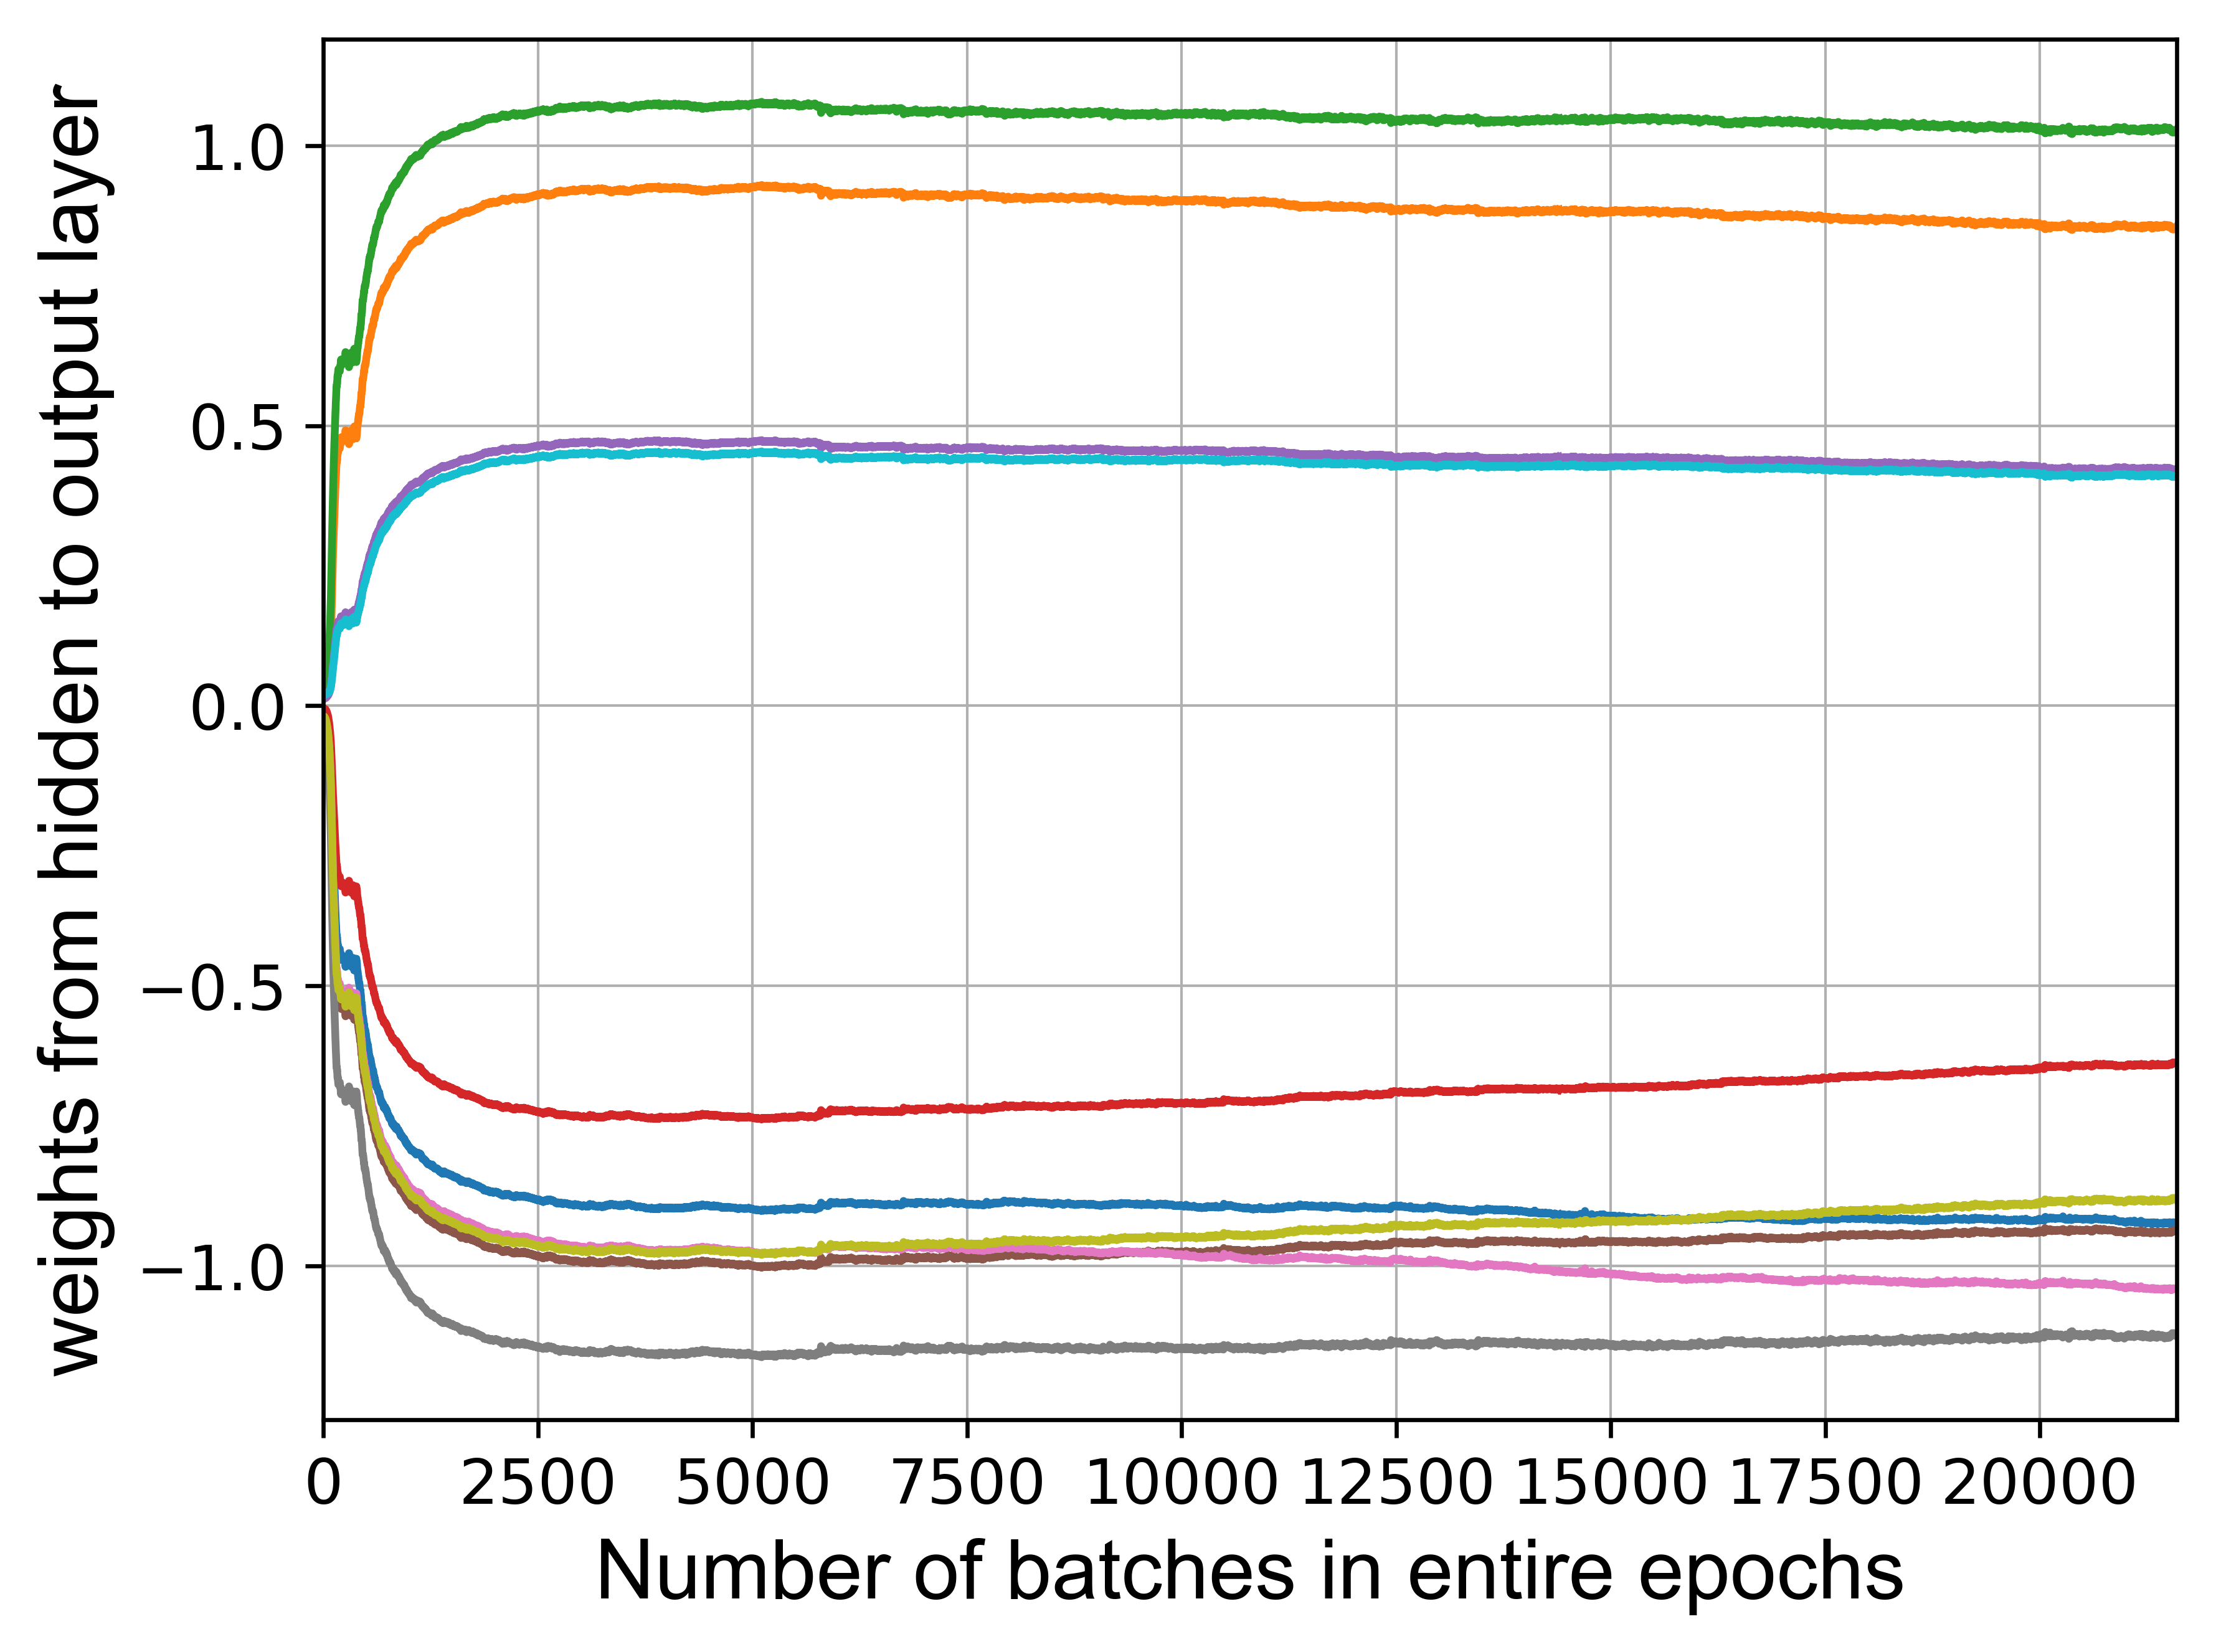 weights from hidden to output layer
1.0
0.5
0.0
−0.5
−1.0
0 2500 5000 7500 10000 12500 15000 17500 20000
Number of batches in entire epochs